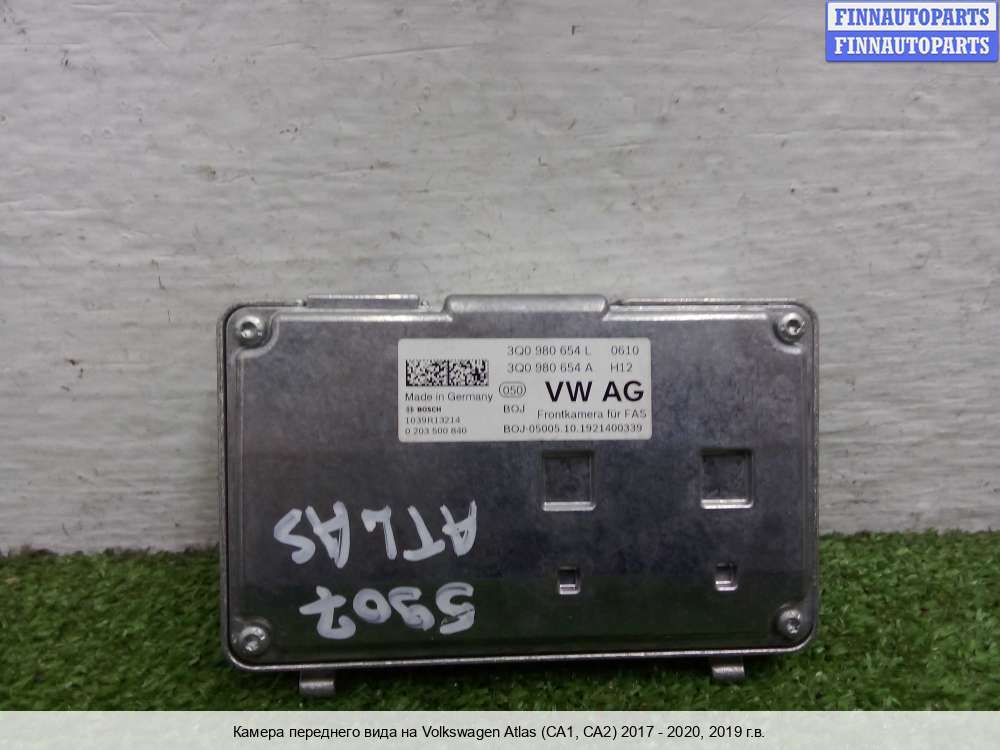 FINNAUTOPARTS
FINNAUTOPARTS
3Q0 980 654 L 0610
3Q0 980 654 A H12
Made in Germany 050 VW AG
BOSCH BOJ Frontkamera für FAS
1039R13214
0 203 500 840 BOJ-05005.10.1921400339
ATLAS
5907
Камера переднего вида на Volkswagen Atlas (CA1, CA2) 2017 - 2020, 2019 г.в.